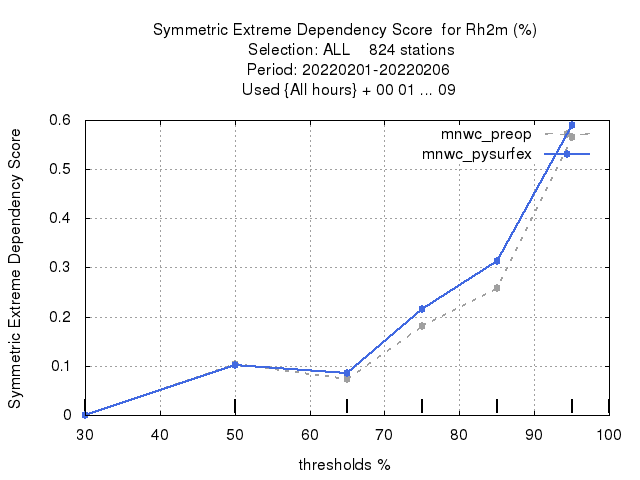 Symmetric Extreme Dependency Score  for Rh2m (%)
Selection: ALL    824 stations
Period: 20220201-20220206
Used {All hours} + 00 01 ... 09
mnwc_preop
mnwc_pysurfex
Symmetric Extreme Dependency Score
0.6
0.5
0.4
0.3
0.2
0.1
0
30 40 50 60 70 80 90 100
thresholds %